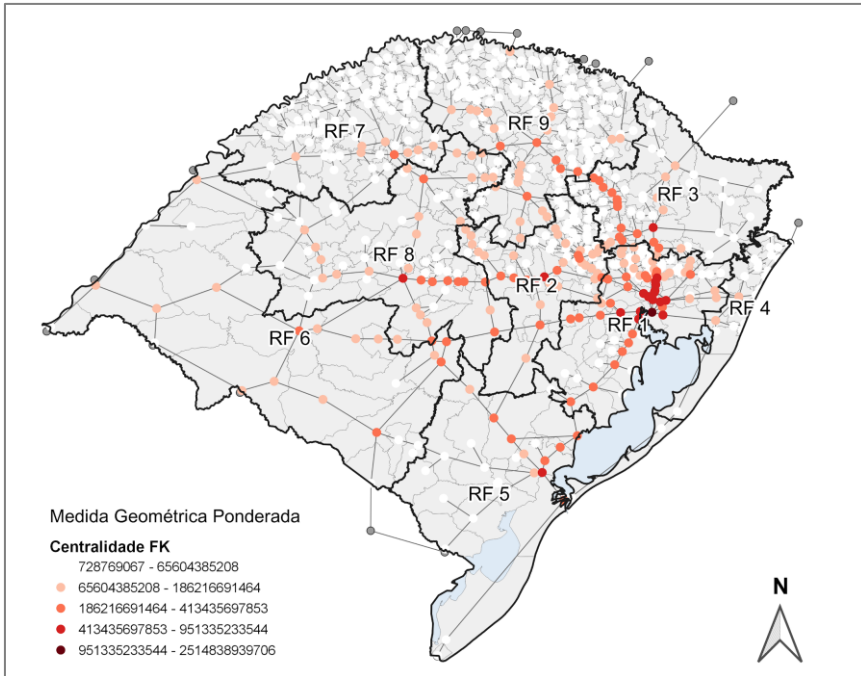 RF 7
RF 9
RF 3
RF 8
RF 2
RF 4
RF 6
RF 1
RF 5
Medida Geométrica Ponderada
Centralidade FK
728769067 - 65604385208
65604385208 - 186216691464
186216691464 - 413435697853
413435697853 - 951335233544
951335233544 - 2514838939706
N